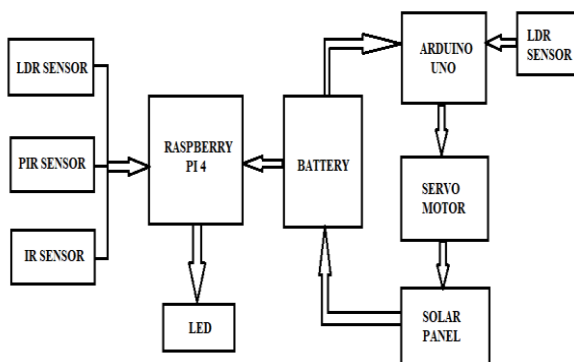 LDR SENSOR
PIR SENSOR
IR SENSOR
RASPBERRY
PI 4
LED
BATTERY
ARDUINO
UNO
LDR
SENSOR
SERVO
MOTOR
SOLAR
PANEL